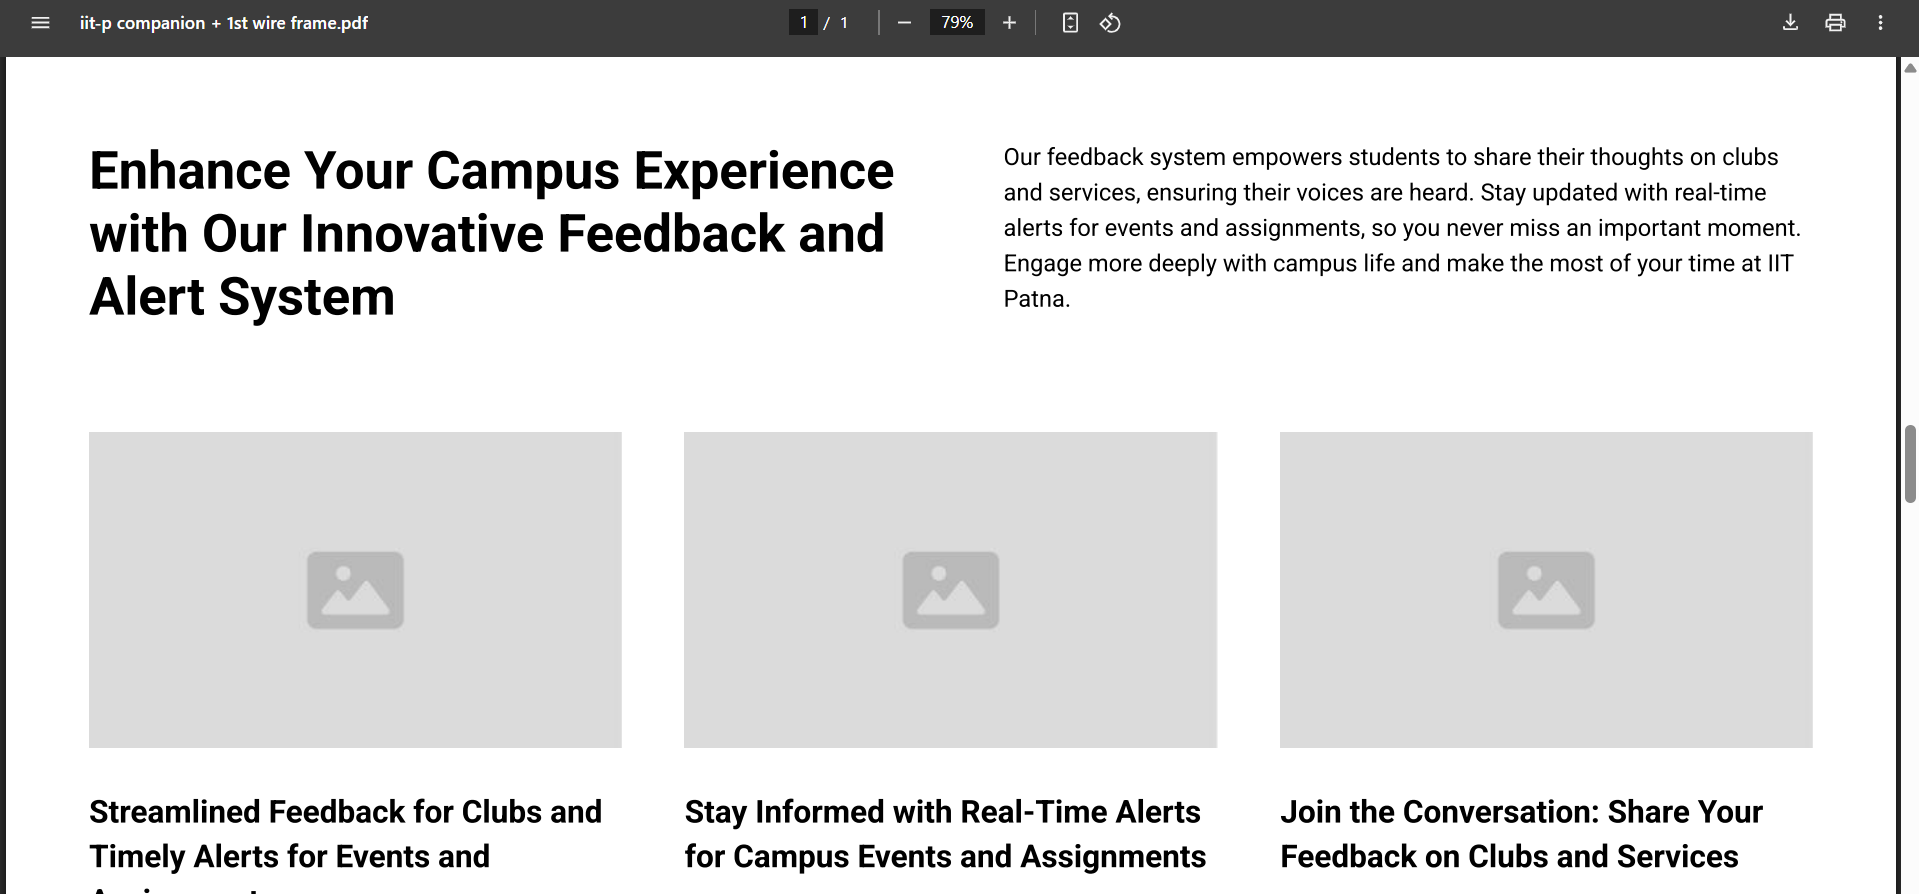 iit-p companion + 1st wire frame.pdf
1 / 1
79%
Enhance Your Campus Experience
with Our Innovative Feedback and
Alert System
Our feedback system empowers students to share their thoughts on clubs
and services, ensuring their voices are heard. Stay updated with real-time
alerts for events and assignments, so you never miss an important moment.
Engage more deeply with campus life and make the most of your time at IIT
Patna.
Streamlined Feedback for Clubs and
Timely Alerts for Events and
Stay Informed with Real-Time Alerts
for Campus Events and Assignments
Join the Conversation: Share Your
Feedback on Clubs and Services